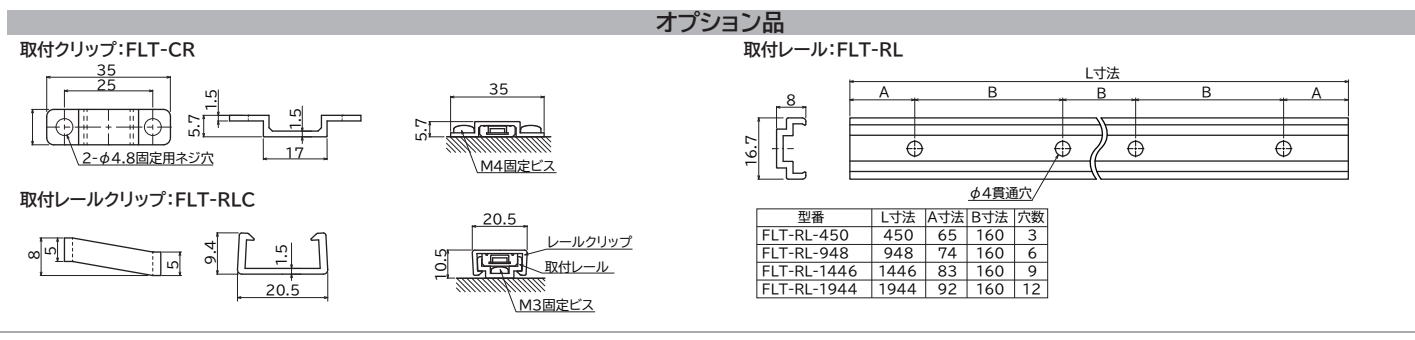 オプション品
取付クリップ：FLT-CR
35
25
2-φ4.8固定用ネジ穴
1.5
5.7
1.5
17
35
5.7
M4固定ビス
取付レールクリップ：FLT-RLC
8
5
5
9.4
1.5
20.5
20.5
10.5
レールクリップ
取付レール
M3固定ビス
取付レール：FLT-RL
8
16.7
L寸法
A B B B A
φ4貫通穴
型番 L寸法 A寸法 B寸法 穴数
FLT-RL-450 450 65 160 3
FLT-RL-948 948 74 160 6
FLT-RL-1446 1446 83 160 9
FLT-RL-1944 1944 92 160 12